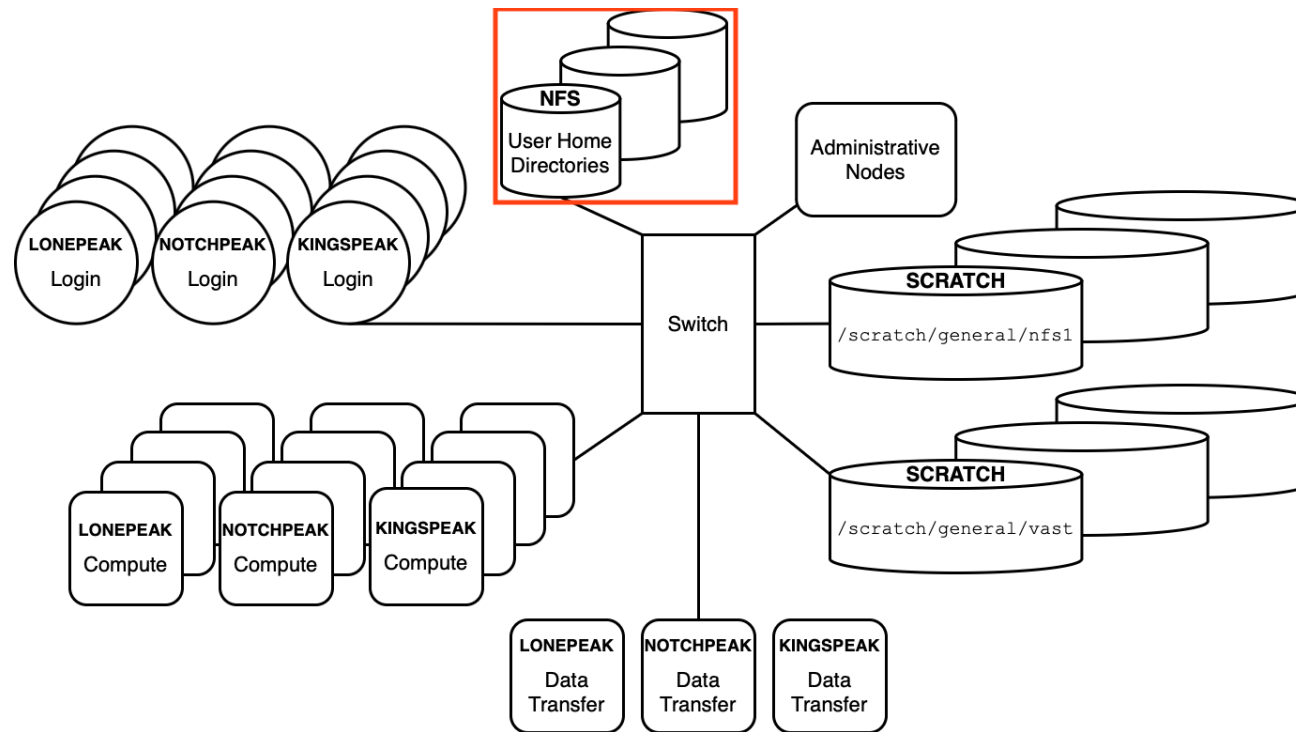 NFS
User Home
Directories
Administrative
Nodes
LONEPEAK
Login
NOTCHPEAK
Login
KINGSPEAK
Login
Switch
SCRATCH
/scratch/general/nfs1
SCRATCH
/scratch/general/vast
LONEPEAK
Compute
NOTCHPEAK
Compute
KINGSPEAK
Compute
LONEPEAK
Data
Transfer
NOTCHPEAK
Data
Transfer
KINGSPEAK
Data
Transfer